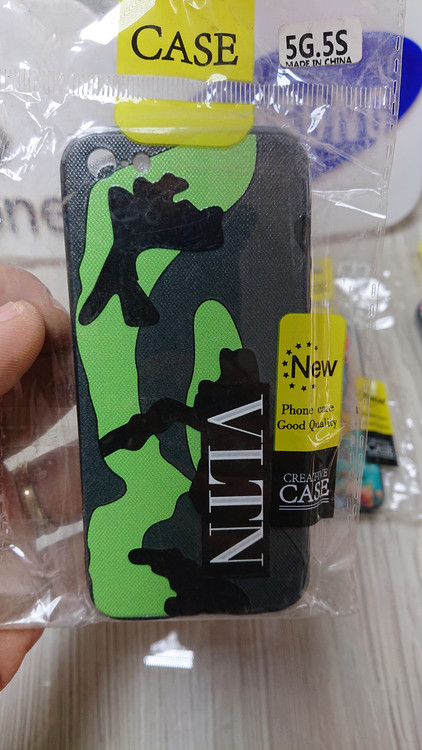 CASE
5G.5S
MADE IN CHINA
New
Phone case
Good Quality
CREATIVE
CASE
VLTN